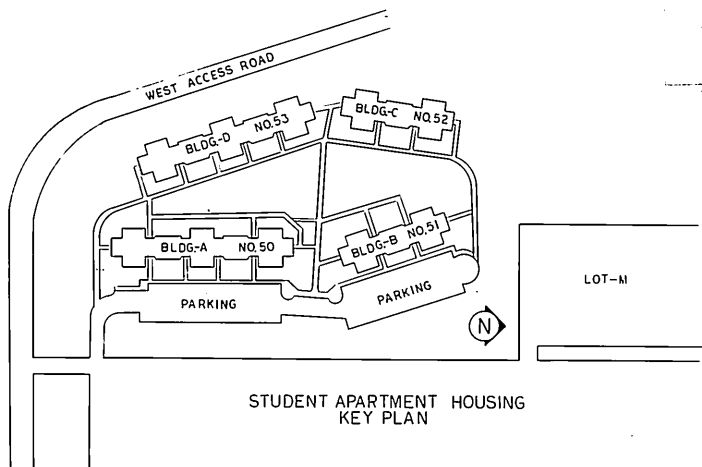 WEST ACCESS ROAD
BLDG.-C NO.52
BLDG.-D NO.53
BLDG.-B NO.51
BLDG.-A NO.50
PARKING
PARKING
LOT-M
N
STUDENT APARTMENT HOUSING
KEY PLAN